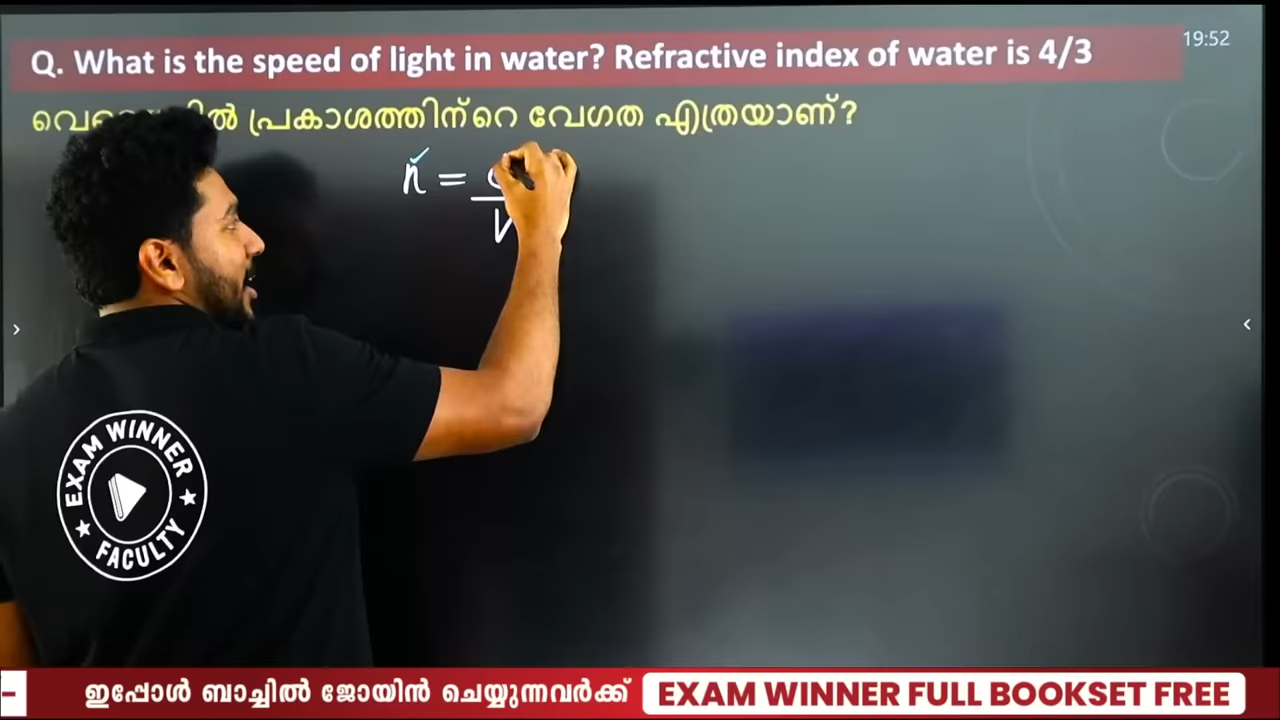 Q. What is the speed of light in water? Refractive index of water is 4/3
19:52
പ്രകാശത്തിന്റെ വേഗത എത്രയാണ്?
n =
V
EXAM WINNER
FACULTY
ഇപ്പോൾ ബാച്ചിൽ ജോയിൻ ചെയ്യുന്നവർക്ക് EXAM WINNER FULL BOOKSET FREE